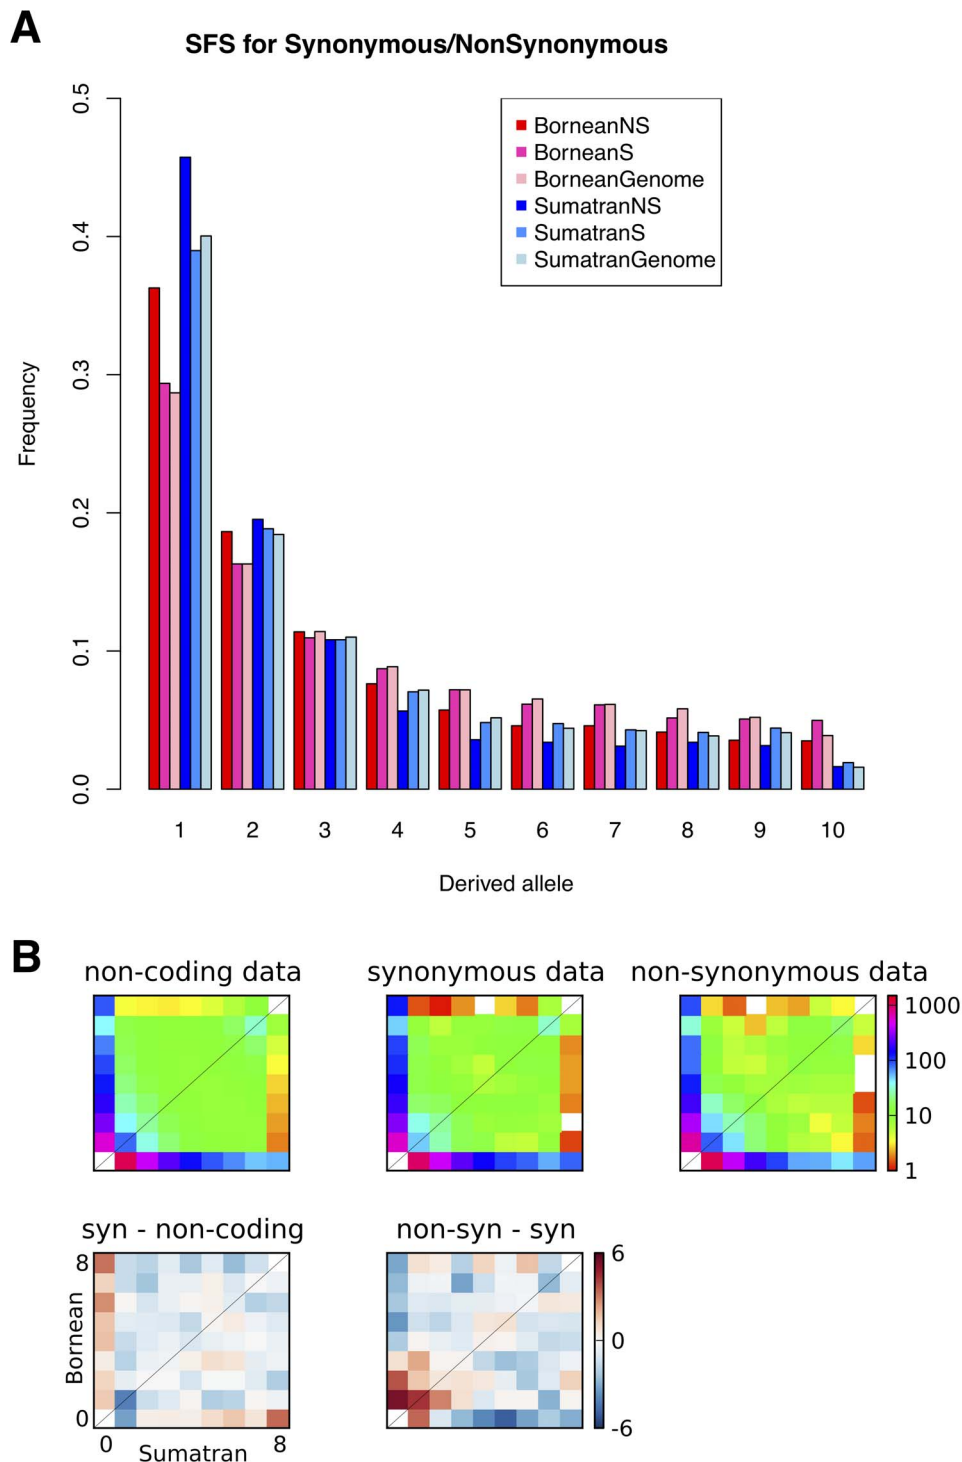 A
SFS for Synonymous/NonSynonymous
0.5
0.4
0.3
0.2
0.1
0.0
Frequency
BorneanNS
BorneanS
BorneanGenome
SumatranNS
SumatranS
SumatranGenome
1 2 3 4 5 6 7 8 9 10
Derived allele
B
non-coding data synonymous data non-synonymous data
1000
100
10
1
syn - non-coding non-syn - syn
8
Bornean
0
0 Sumatran 8
6
0
-6